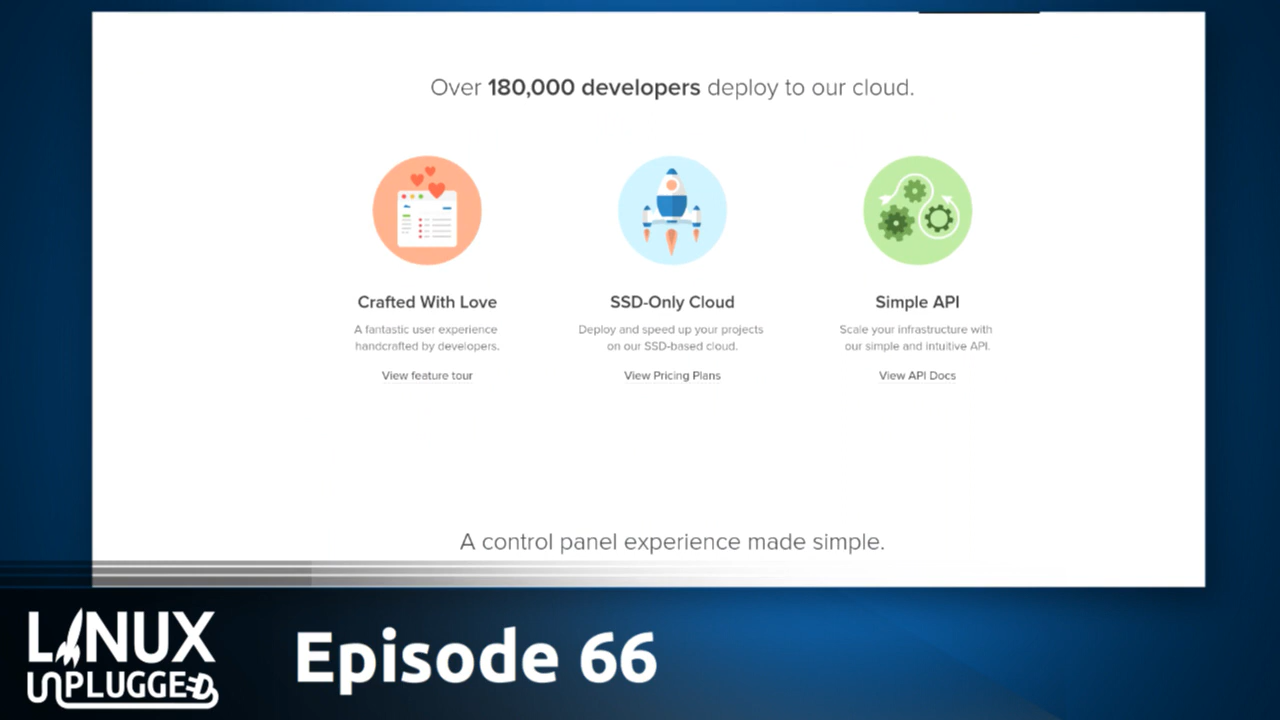 Over 180,000 developers deploy to our cloud.
Crafted With Love
A fantastic user experience
handcrafted by developers.
View feature tour
SSD-Only Cloud
Deploy and speed up your projects
on our SSD-based cloud.
View Pricing Plans
Simple API
Scale your infrastructure with
our simple and intuitive API.
View API Docs
A control panel experience made simple.
LINUX
UNPLUGGED
Episode 66